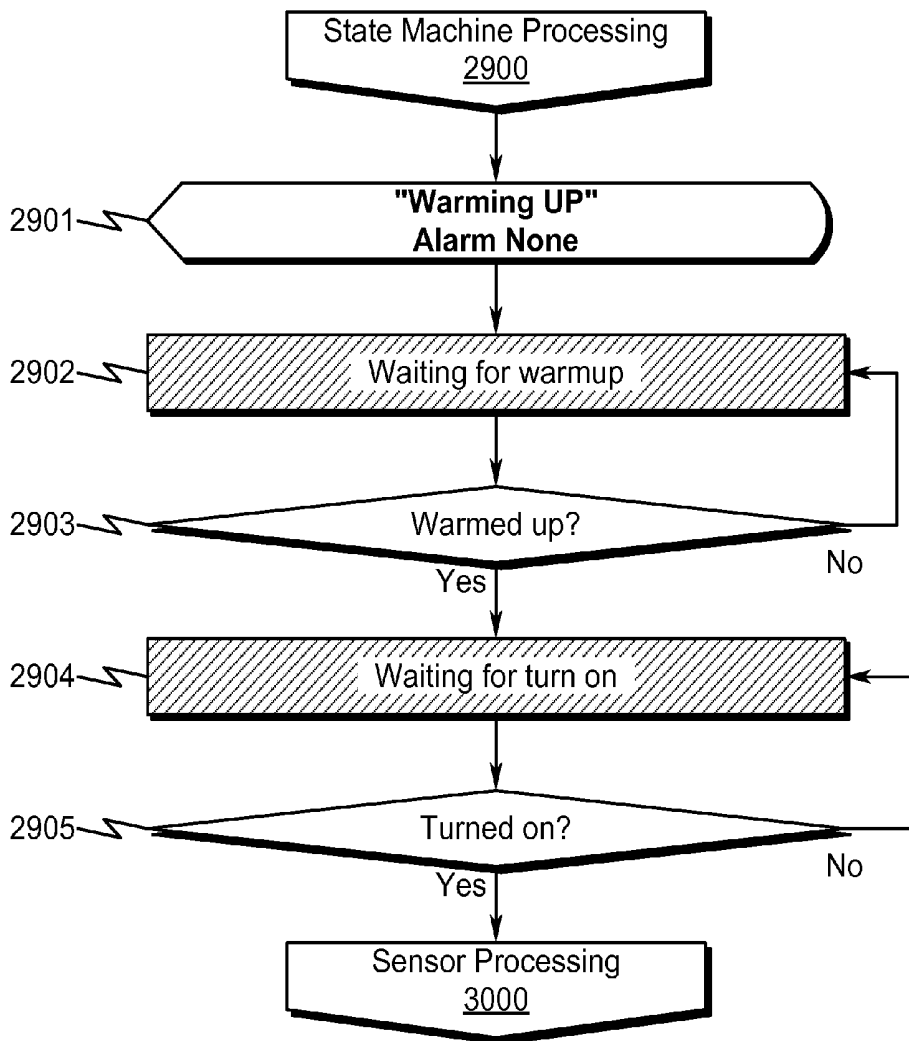 State Machine Processing
2900
2901
"Warming UP"
Alarm None
2902
Waiting for warmup
2903
Warmed up?
Yes
No
2904
Waiting for turn on
2905
Turned on?
Yes
No
Sensor Processing
3000